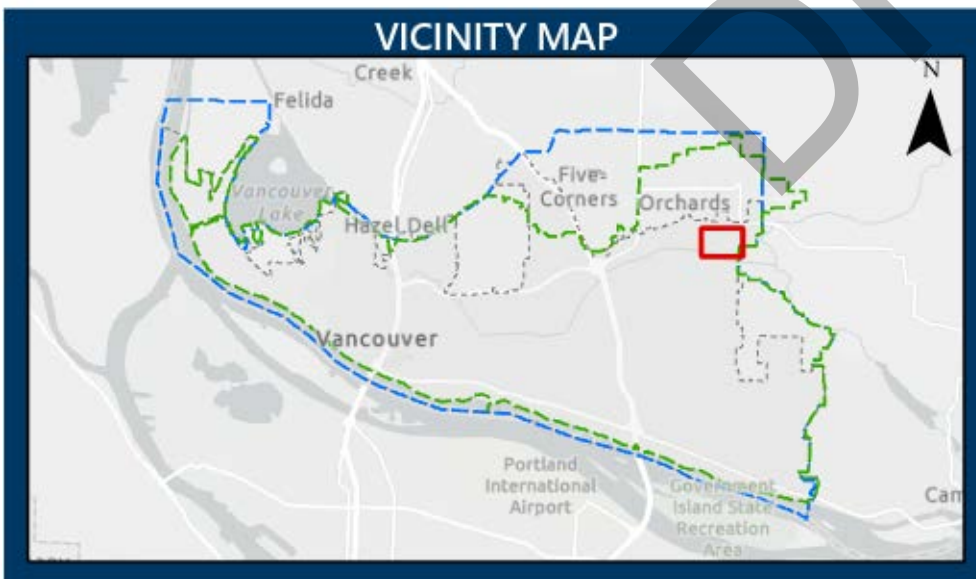 VICINITY MAP
N
Creek
Felida
Vancouver
Lake
Five
Corners
Orchards
Hazel Dell
Vancouver
Portland
International
Airport
Government
Island State
Recreation
Area
Cam